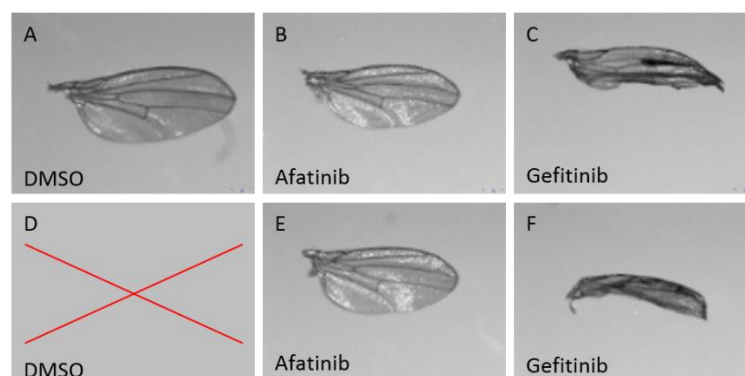 A
DMSO
B
Afatinib
C
Gefitinib
D
DMSO
E
Afatinib
F
Gefitinib